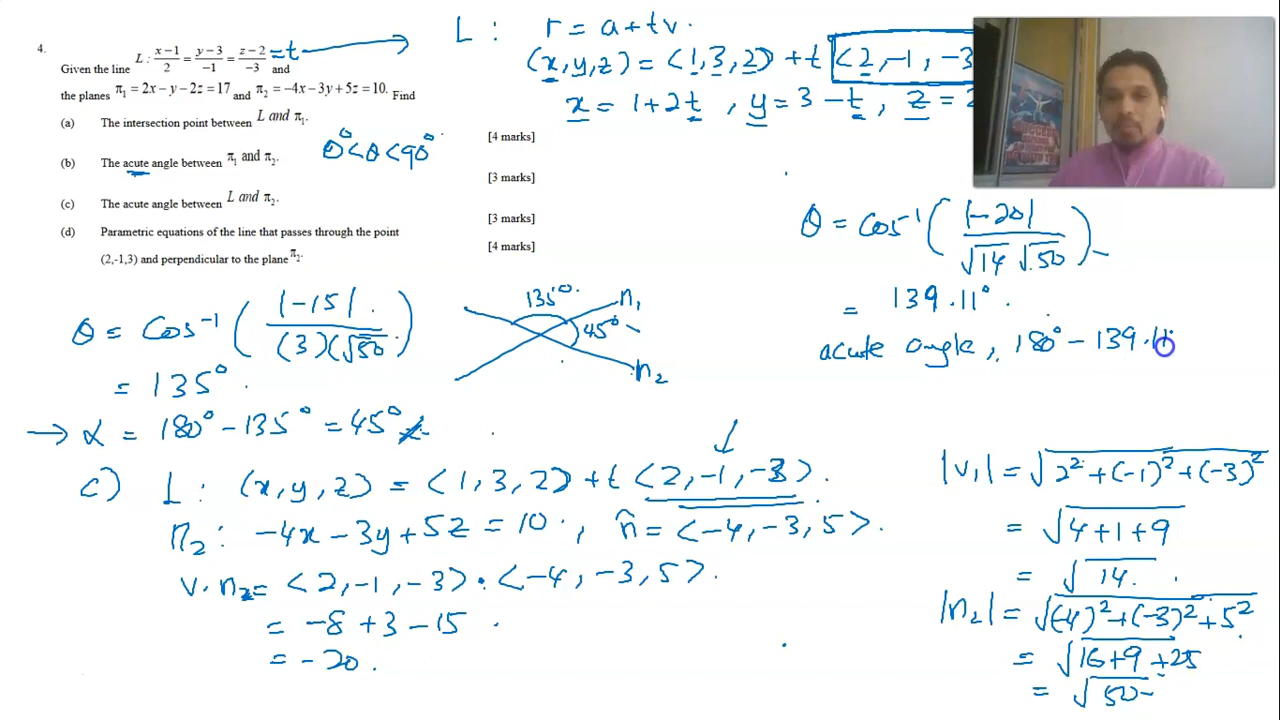 4.
Given the line L : x−1/2 = y−3/−1 = z−2/−3 = t and
the planes π₁ = 2x − y − 2z = 17 and π₂ = −4x − 3y + 5z = 10. Find
(a) The intersection point between L and π₁. [4 marks]
(b) The acute angle between π₁ and π₂. [3 marks]
0° < θ < 90°
(c) The acute angle between L and π₂. [3 marks]
(d) Parametric equations of the line that passes through the point [4 marks]
(2,-1,3) and perpendicular to the plane π₂.
L : r = a + tv.
(x,y,z) = <1,3,2> + t <2,-1,-3
x = 1+2t , y = 3 - t , z = 2
θ = cos⁻¹ ( |-15| / (3)(√50) )
= 135°
→ α = 180° - 135° = 45°
135°
n₁
45°
n₂
θ = cos⁻¹ ( |-20| / √14 √50 )
= 139.11°
acute angle, 180° - 139.11
c) L : (x,y,z) = <1,3,2> + t <2,-1,-3>.
π₂ : -4x - 3y + 5z = 10 , n = <-4,-3,5>.
v.n₂ = <2,-1,-3> • <-4,-3,5>.
= -8 + 3 - 15
= -20.
|v₁| = √2² + (-1)² + (-3)²
= √4+1+9
= √14
|n₂| = √(-4)² + (-3)² + 5²
= √16+9+25
= √50